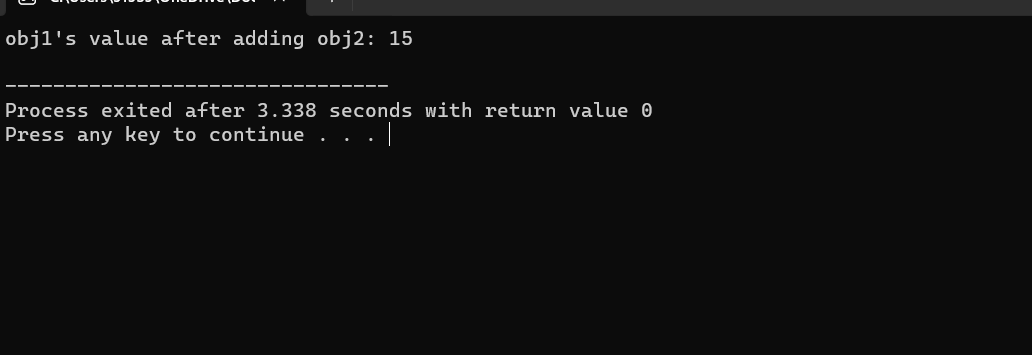 obj1's value after adding obj2: 15
--------------------------------
Process exited after 3.338 seconds with return value 0
Press any key to continue . . .